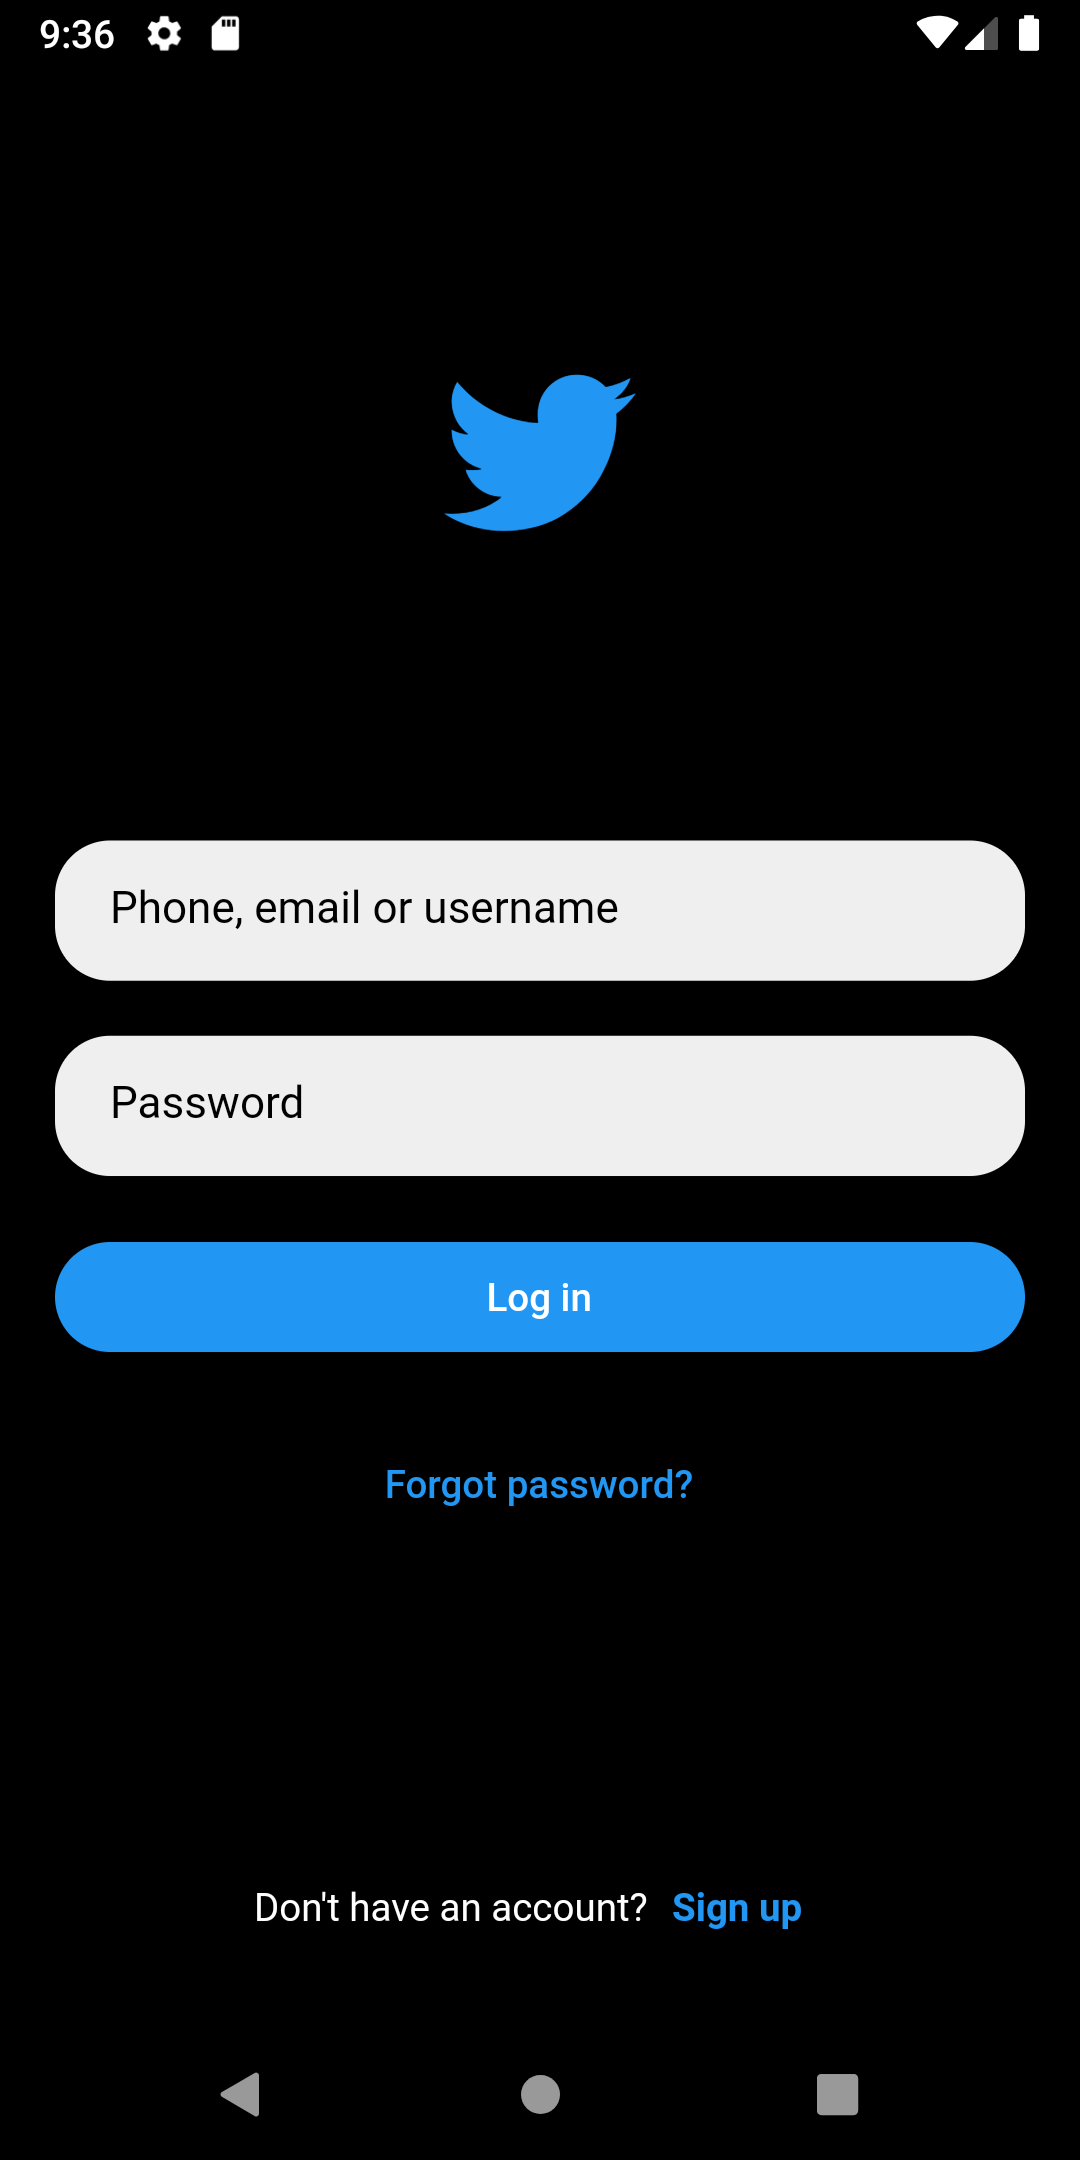 9:36
Phone, email or username
Password
Log in
Forgot password?
Don't have an account? Sign up